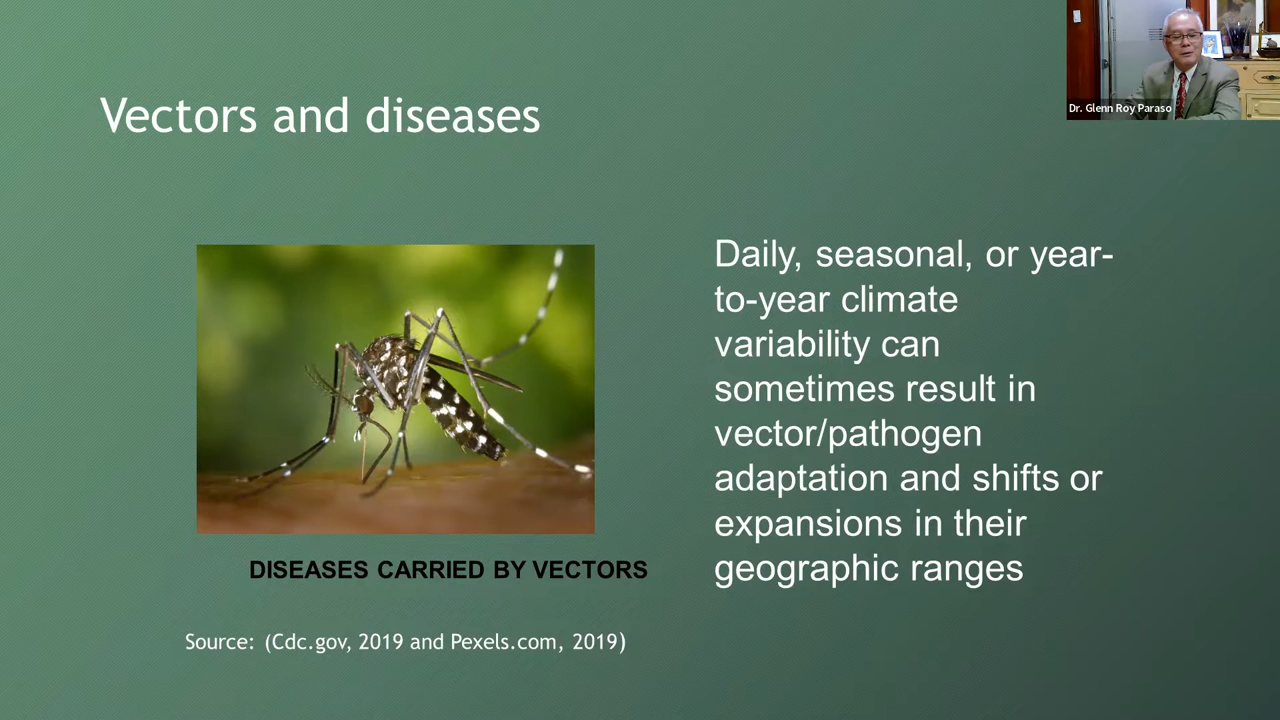 Dr. Glenn Roy Paraso
Vectors and diseases
Daily, seasonal, or year-
to-year climate
variability can
sometimes result in
vector/pathogen
adaptation and shifts or
expansions in their
geographic ranges
DISEASES CARRIED BY VECTORS
Source: (Cdc.gov, 2019 and Pexels.com, 2019)